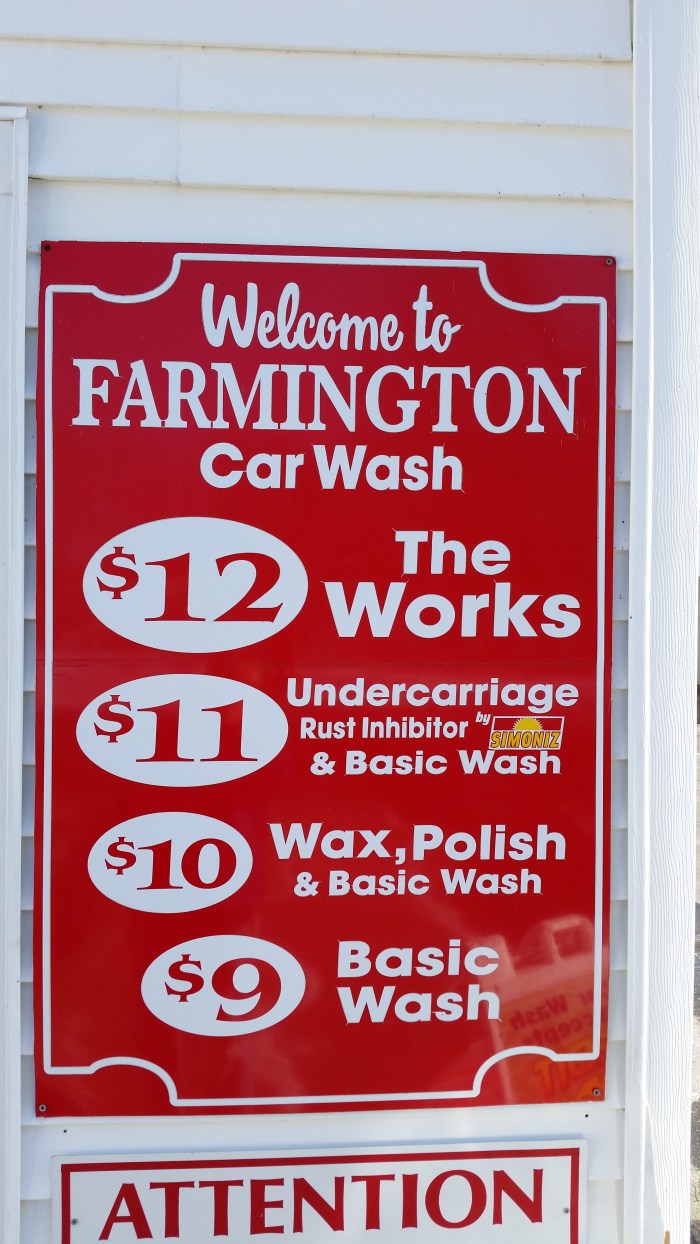 Welcome to
FARMINGTON
Car Wash
$12 The
Works
$11 Undercarriage
Rust Inhibitor by SIMONIZ
& Basic Wash
$10 Wax, Polish
& Basic Wash
$9 Basic
Wash
ATTENTION